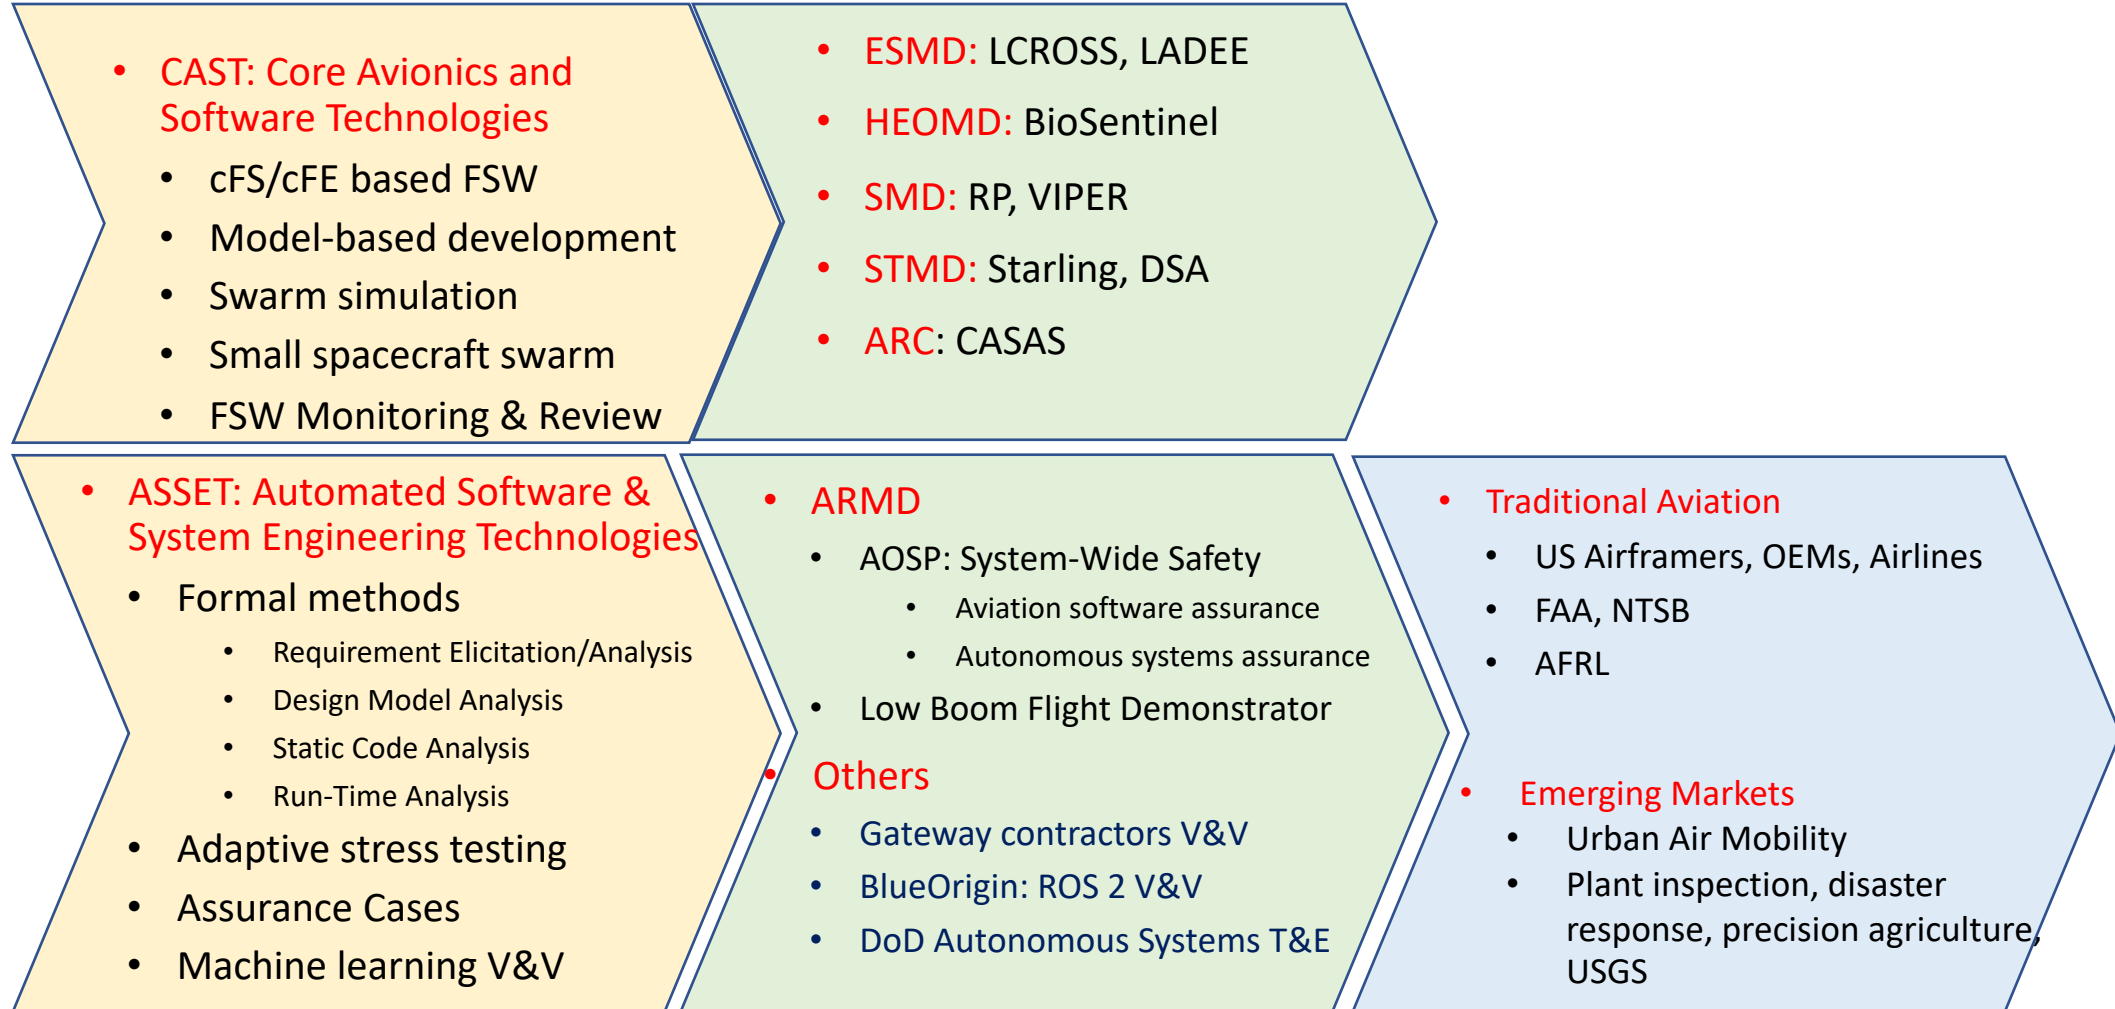 • CAST: Core Avionics and
Software Technologies
• cFS/cFE based FSW
• Model-based development
• Swarm simulation
• Small spacecraft swarm
• FSW Monitoring & Review
• ESMD: LCROSS, LADEE
• HEOMD: BioSentinel
• SMD: RP, VIPER
• STMD: Starling, DSA
• ARC: CASAS
• ASSET: Automated Software &
System Engineering Technologies
• Formal methods
• Requirement Elicitation/Analysis
• Design Model Analysis
• Static Code Analysis
• Run-Time Analysis
• Adaptive stress testing
• Assurance Cases
• Machine learning V&V
• ARMD
• AOSP: System-Wide Safety
• Aviation software assurance
• Autonomous systems assurance
• Low Boom Flight Demonstrator
• Others
• Gateway contractors V&V
• BlueOrigin: ROS 2 V&V
• DoD Autonomous Systems T&E
• Traditional Aviation
• US Airframers, OEMs, Airlines
• FAA, NTSB
• AFRL
• Emerging Markets
• Urban Air Mobility
• Plant inspection, disaster
response, precision agriculture,
USGS